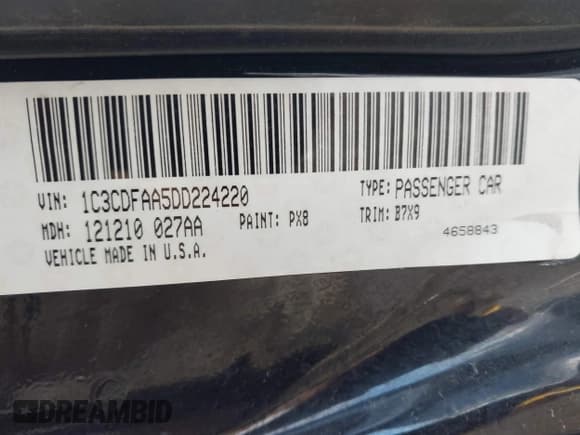 VIN: 1C3CDFAA5DD224220 TYPE: PASSENGER CAR
MDH: 121210 027AA PAINT: PX8 TRIM: B7X9
VEHICLE MADE IN U.S.A. 4658843
DREAMBID